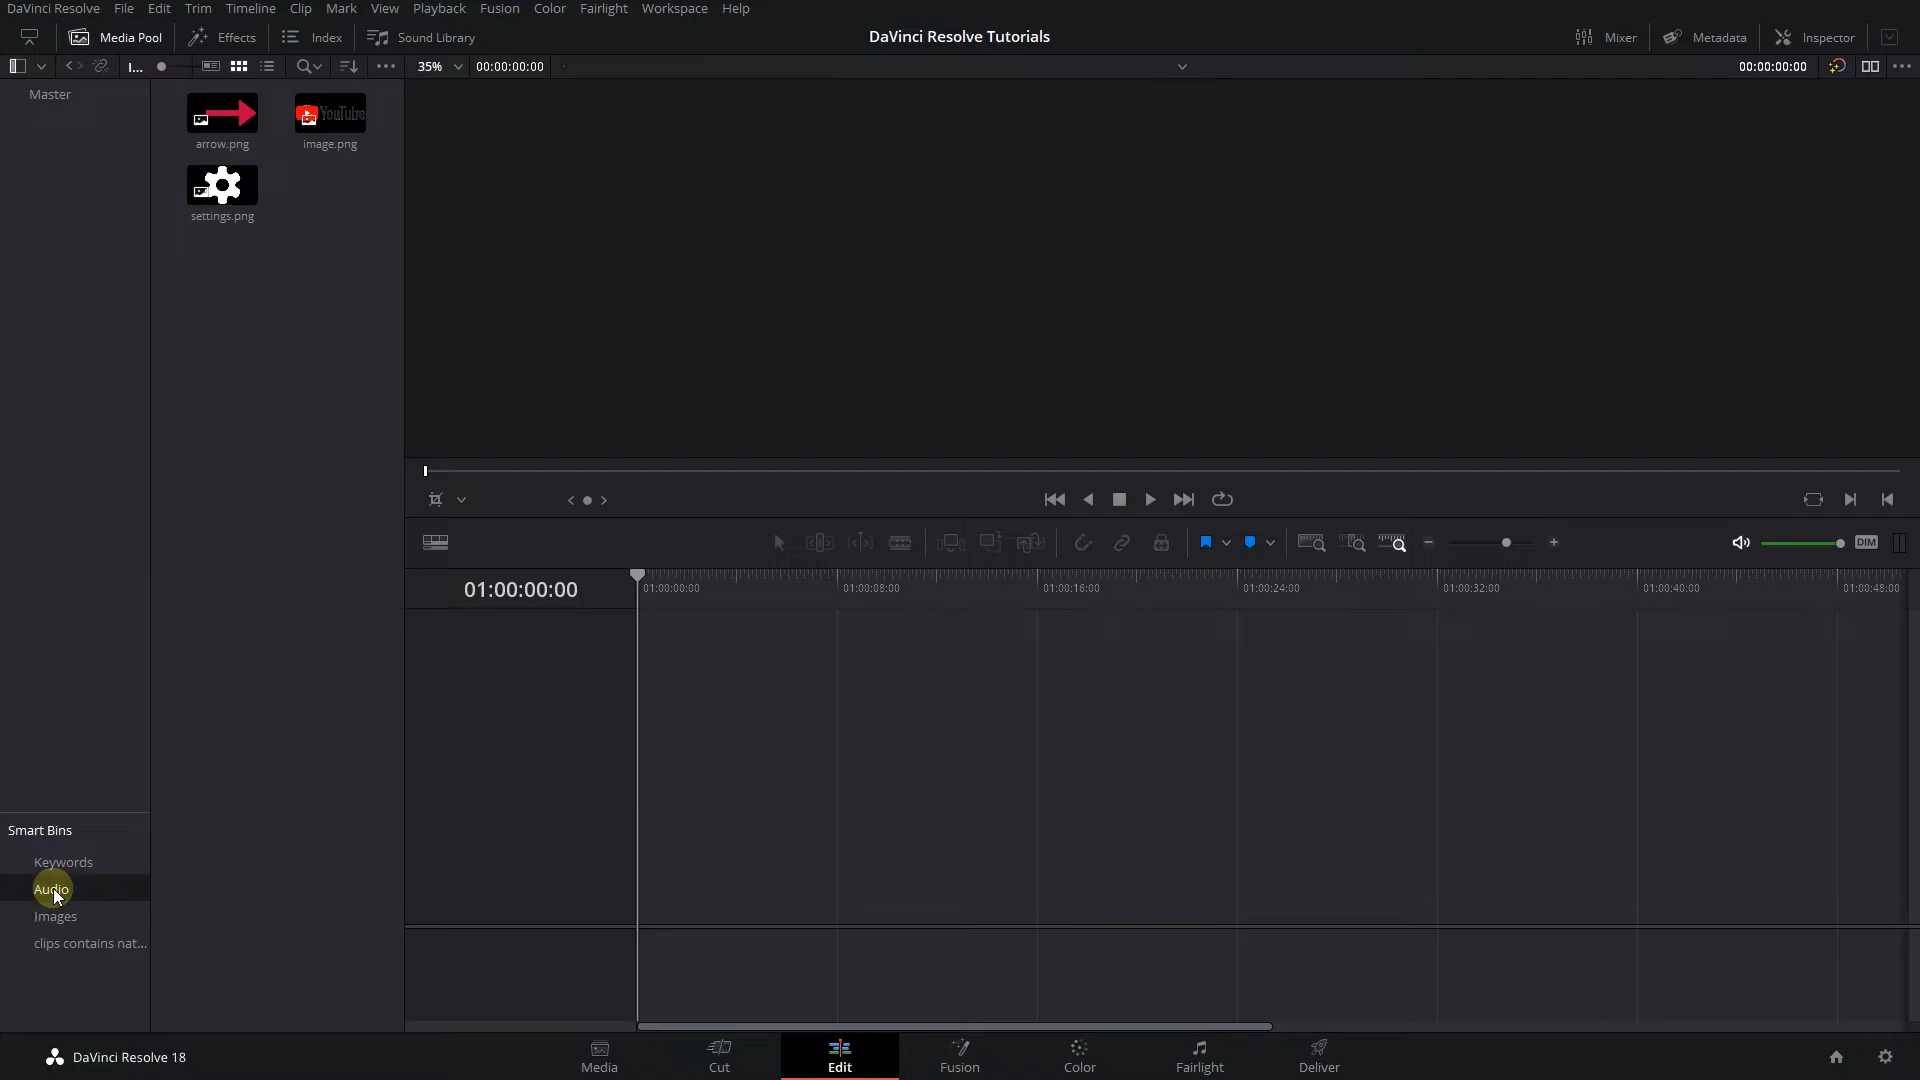 DaVinci Resolve File Edit Trim Timeline Clip Mark View Playback Fusion Color Fairlight Workspace Help
Media Pool Effects Index Sound Library DaVinci Resolve Tutorials Mixer Metadata Inspector
I... 35% 00:00:00:00 00:00:00:00
Master
YouTube
arrow.png image.png
settings.png
DIM
01:00:00:00 01:00:00:00 01:00:08:00 01:00:16:00 01:00:24:00 01:00:32:00 01:00:40:00 01:00:48:00
Smart Bins
Keywords
Audio
Images
clips contains nat...
DaVinci Resolve 18 Media Cut Edit Fusion Color Fairlight Deliver